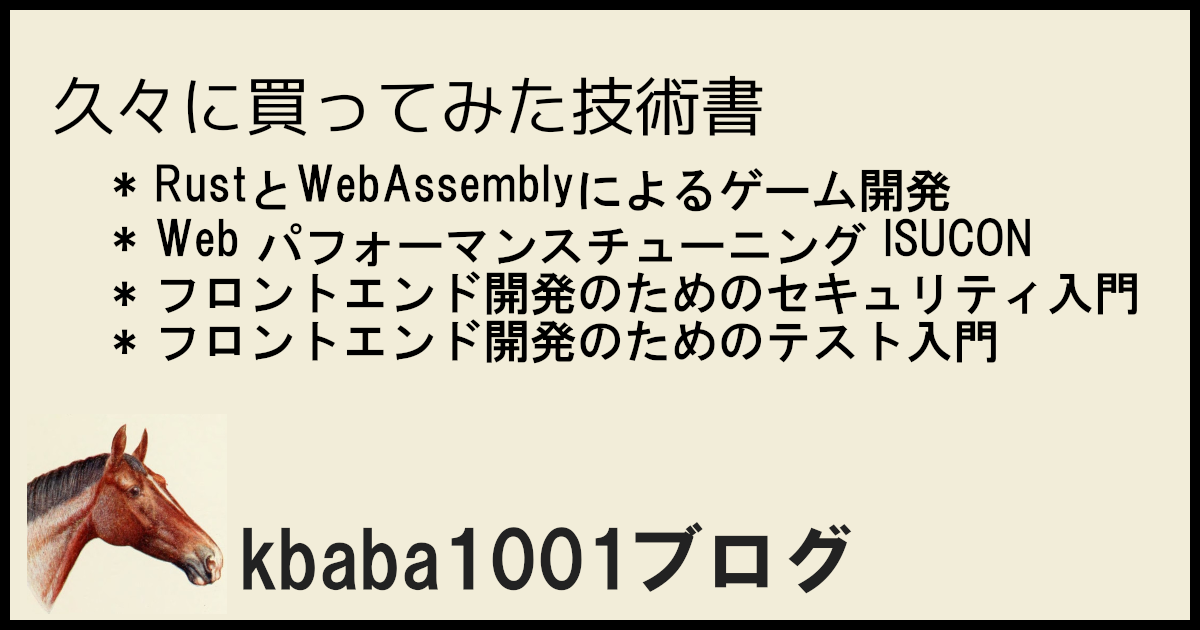 久々に買ってみた技術書
* RustとWebAssemblyによるゲーム開発
* Web パフォーマンスチューニング ISUCON
* フロントエンド開発のためのセキュリティ入門
* フロントエンド開発のためのテスト入門
kbaba1001ブログ